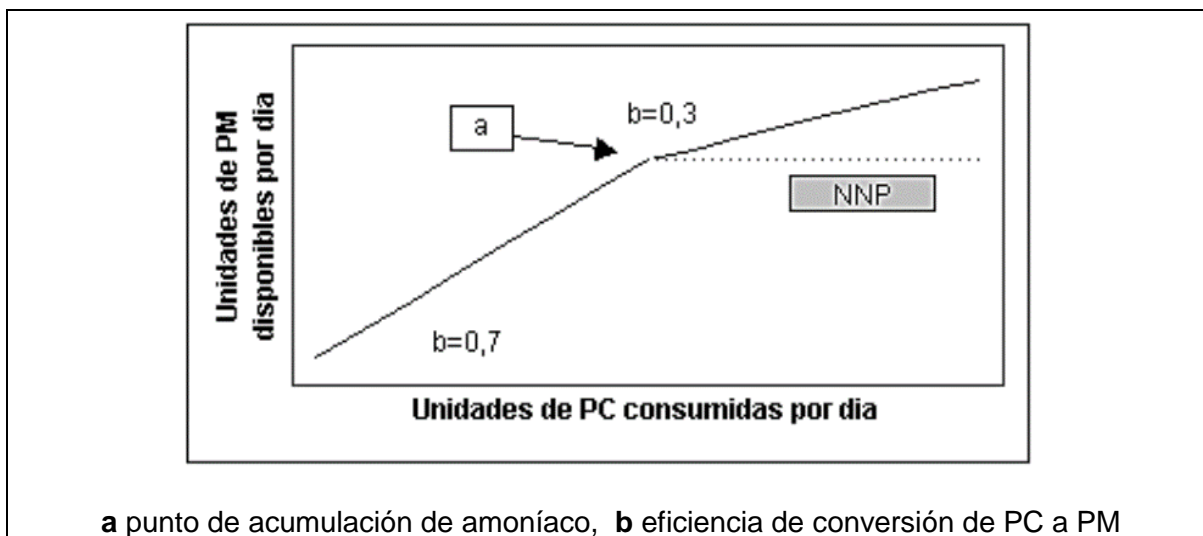 Unidades de PM
disponibles por dia
a
b=0,3
NNP
b=0,7
Unidades de PC consumidas por dia
a punto de acumulación de amoníaco, b eficiencia de conversión de PC a PM